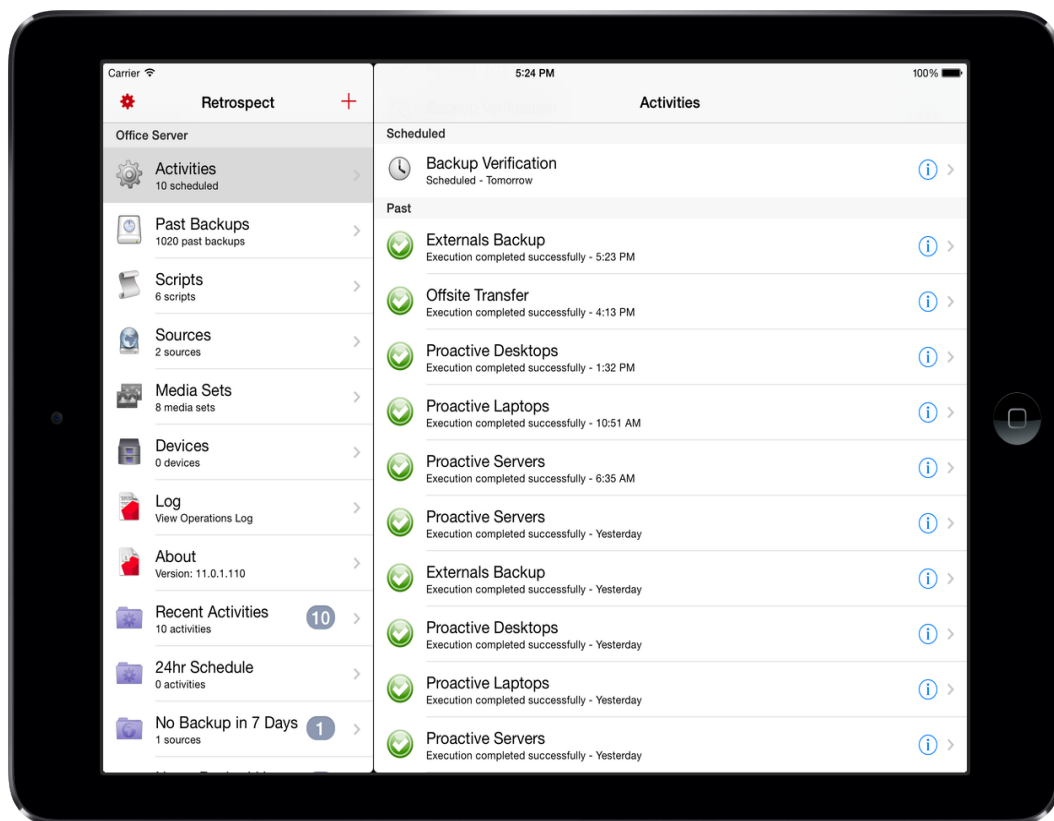 Carrier
5:24 PM
100%
Retrospect
Activities
Office Server
Activities
10 scheduled
Past Backups
1020 past backups
Scripts
6 scripts
Sources
2 sources
Media Sets
8 media sets
Devices
0 devices
Log
View Operations Log
About
Version: 11.0.1.110
Recent Activities
10
10 activities
24hr Schedule
0 activities
No Backup in 7 Days
1
1 sources
Scheduled
Backup Verification
Scheduled - Tomorrow
Past
Externals Backup
Execution completed successfully - 5:23 PM
Offsite Transfer
Execution completed successfully - 4:13 PM
Proactive Desktops
Execution completed successfully - 1:32 PM
Proactive Laptops
Execution completed successfully - 10:51 AM
Proactive Servers
Execution completed successfully - 6:35 AM
Proactive Servers
Execution completed successfully - Yesterday
Externals Backup
Execution completed successfully - Yesterday
Proactive Desktops
Execution completed successfully - Yesterday
Proactive Laptops
Execution completed successfully - Yesterday
Proactive Servers
Execution completed successfully - Yesterday